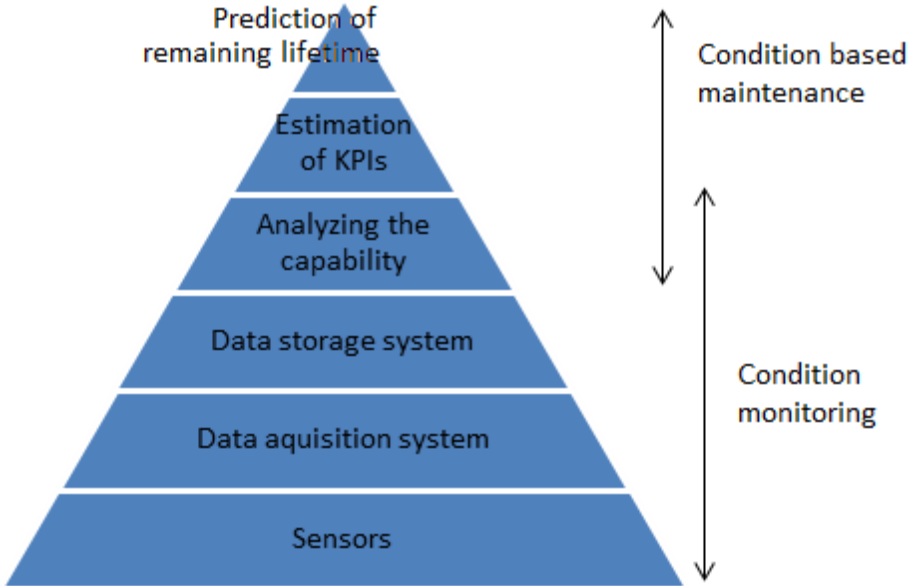 Prediction of
remaining lifetime
Condition based
maintenance
Estimation
of KPIs
Analyzing the
capability
Data storage system
Condition
monitoring
Data aquisition system
Sensors